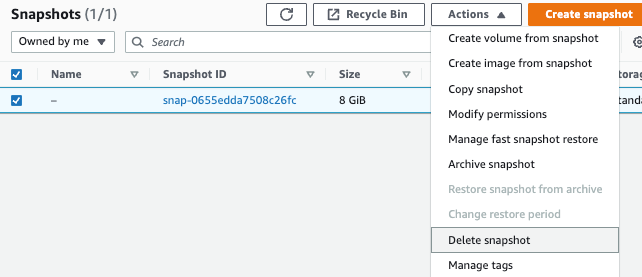 Snapshots (1/1)
Recycle Bin
Actions
Create snapshot
Owned by me
Search
Create volume from snapshot
Create image from snapshot
Copy snapshot
Modify permissions
Manage fast snapshot restore
Archive snapshot
Restore snapshot from archive
Change restore period
Delete snapshot
Manage tags
Name
Snapshot ID
Size
–
snap-0655edda7508c26fc
8 GiB